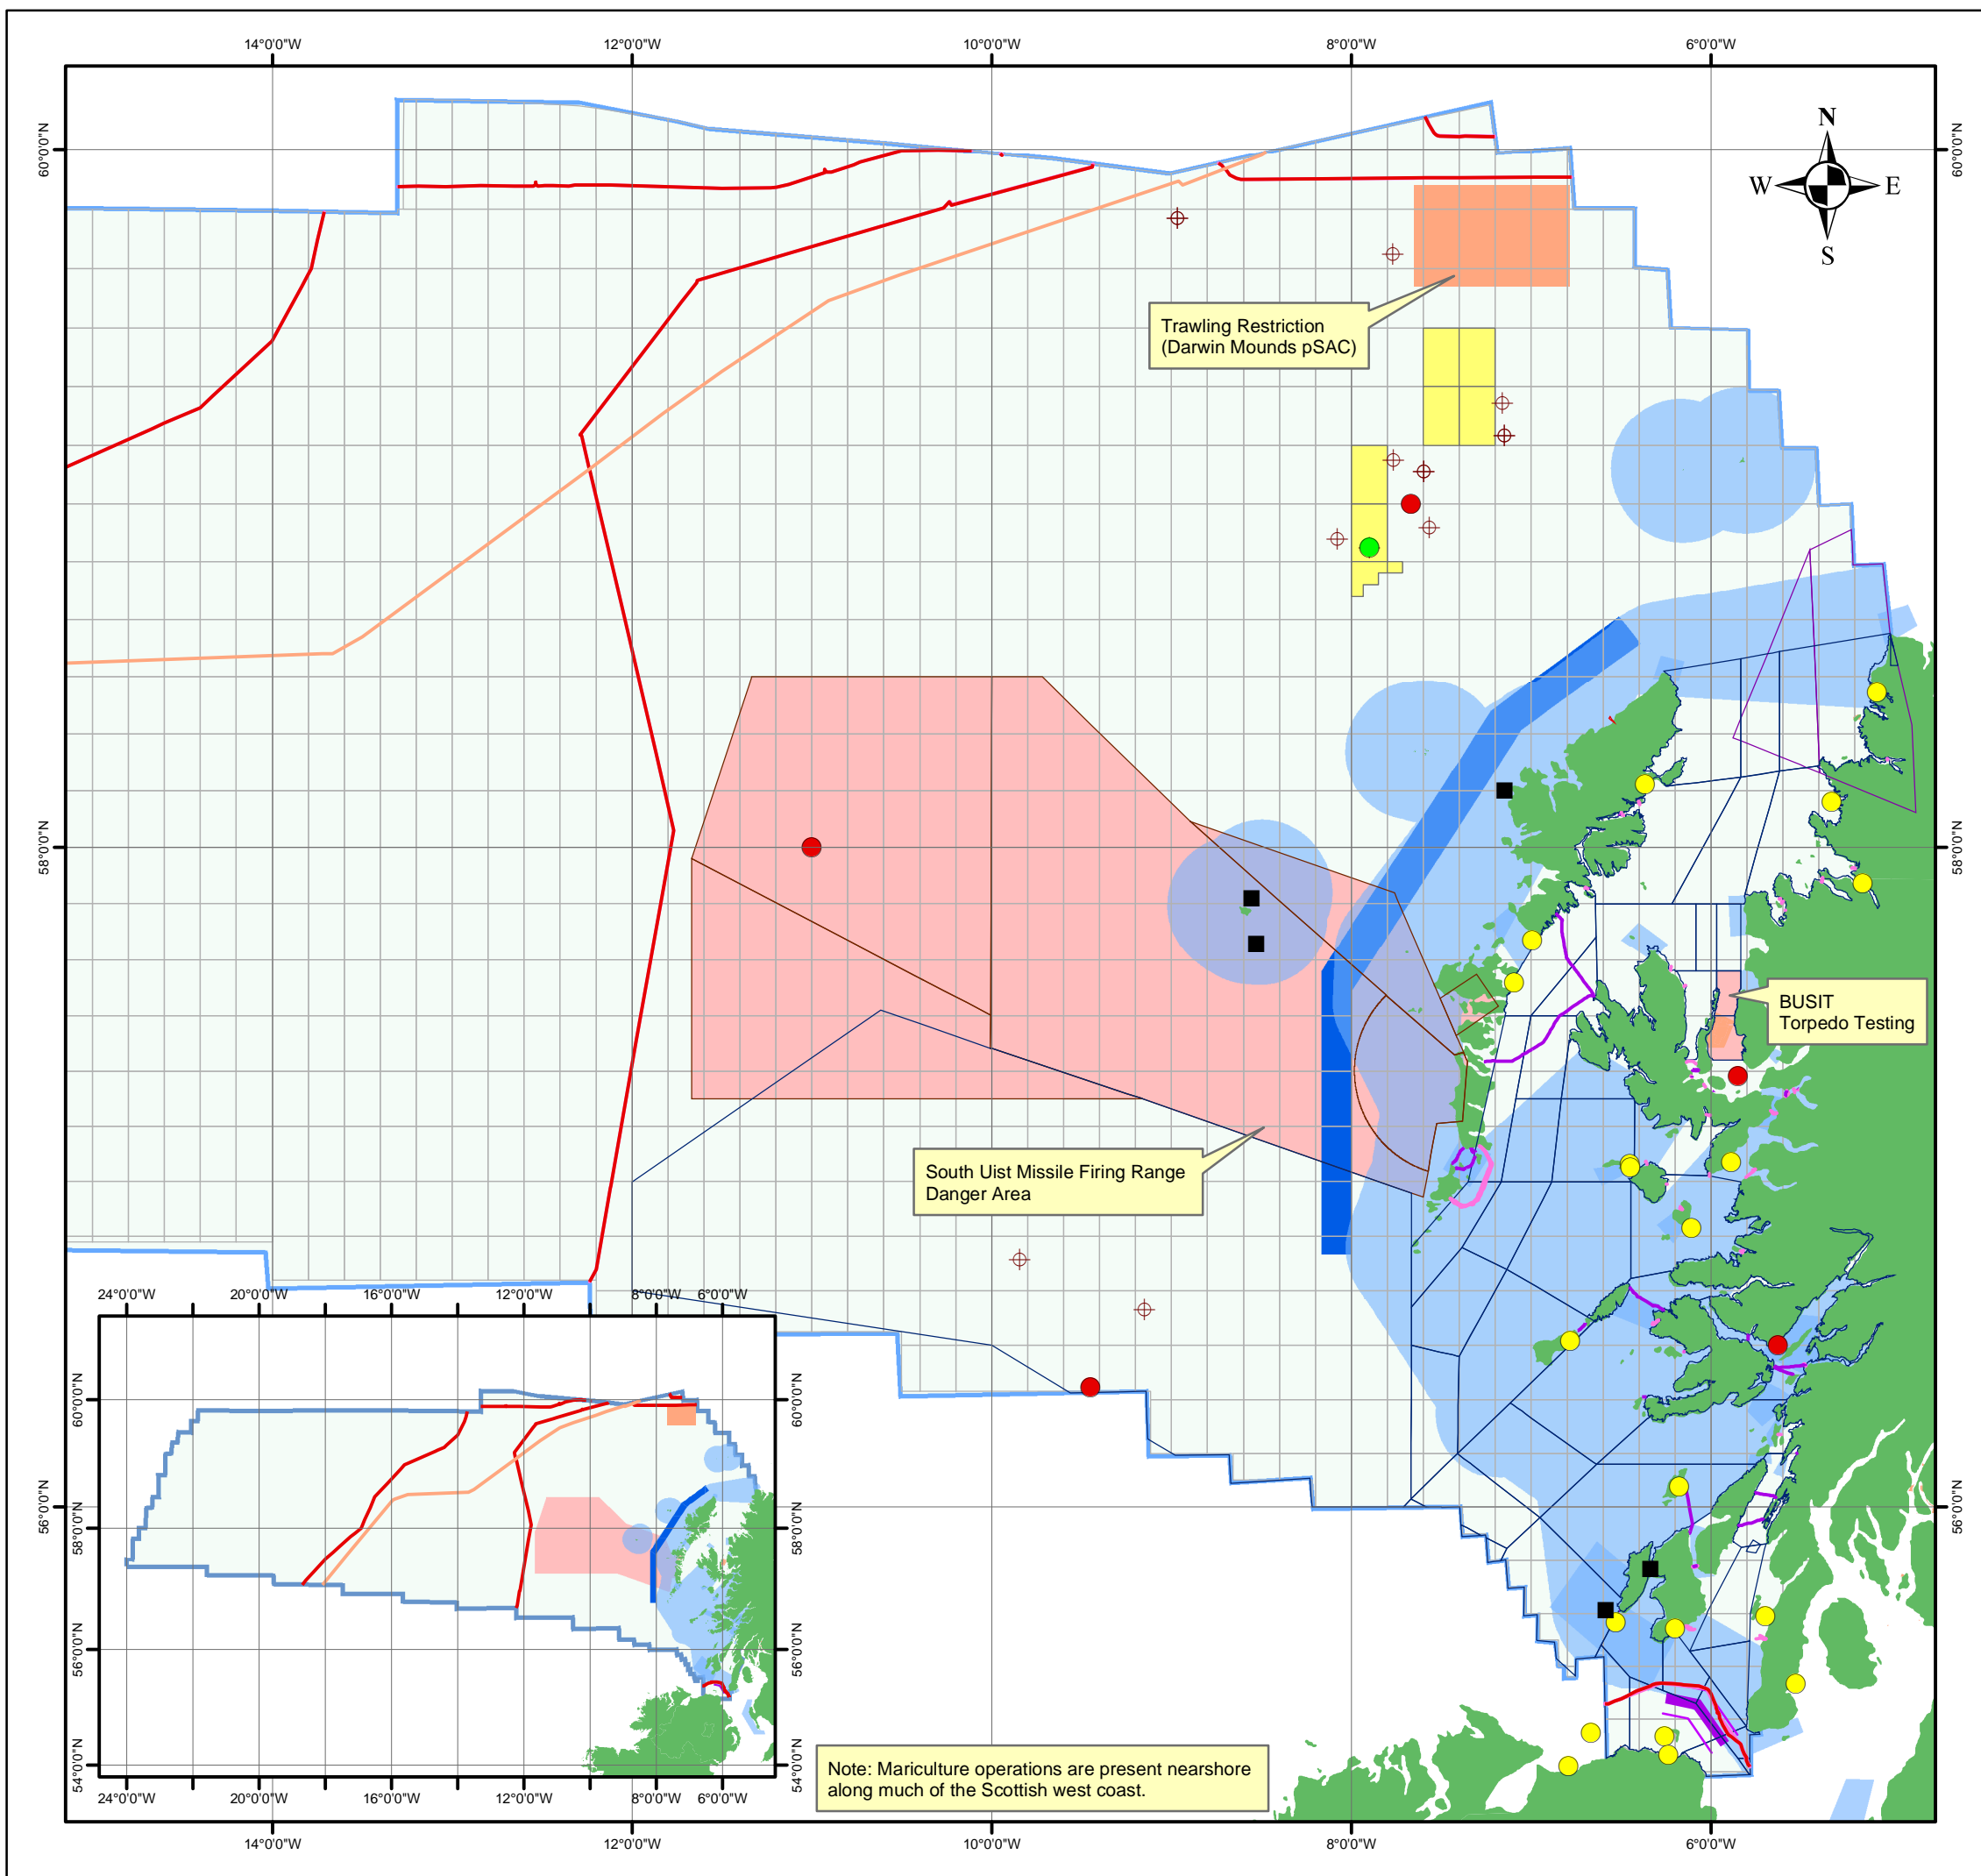 14°0'0"W 12°0'0"W 10°0'0"W 8°0'0"W 6°0'0"W
60°0'0"N
60°0'0"N
N
W E
S
Trawling Restriction
(Darwin Mounds pSAC)
58°0'0"N
58°0'0"N
BUSIT
Torpedo Testing
South Uist Missile Firing Range
Danger Area
24°0'0"W 20°0'0"W 16°0'0"W 12°0'0"W 8°0'0"W 6°0'0"W
60°0'0"N
60°0'0"N
56°0'0"N
56°0'0"N
58°0'0"N
58°0'0"N
56°0'0"N
56°0'0"N
54°0'0"N
54°0'0"N
24°0'0"W 20°0'0"W 16°0'0"W 12°0'0"W 8°0'0"W 6°0'0"W
Note: Mariculture operations are present nearshore
along much of the Scottish west coast.
14°0'0"W 12°0'0"W 10°0'0"W 8°0'0"W 6°0'0"W